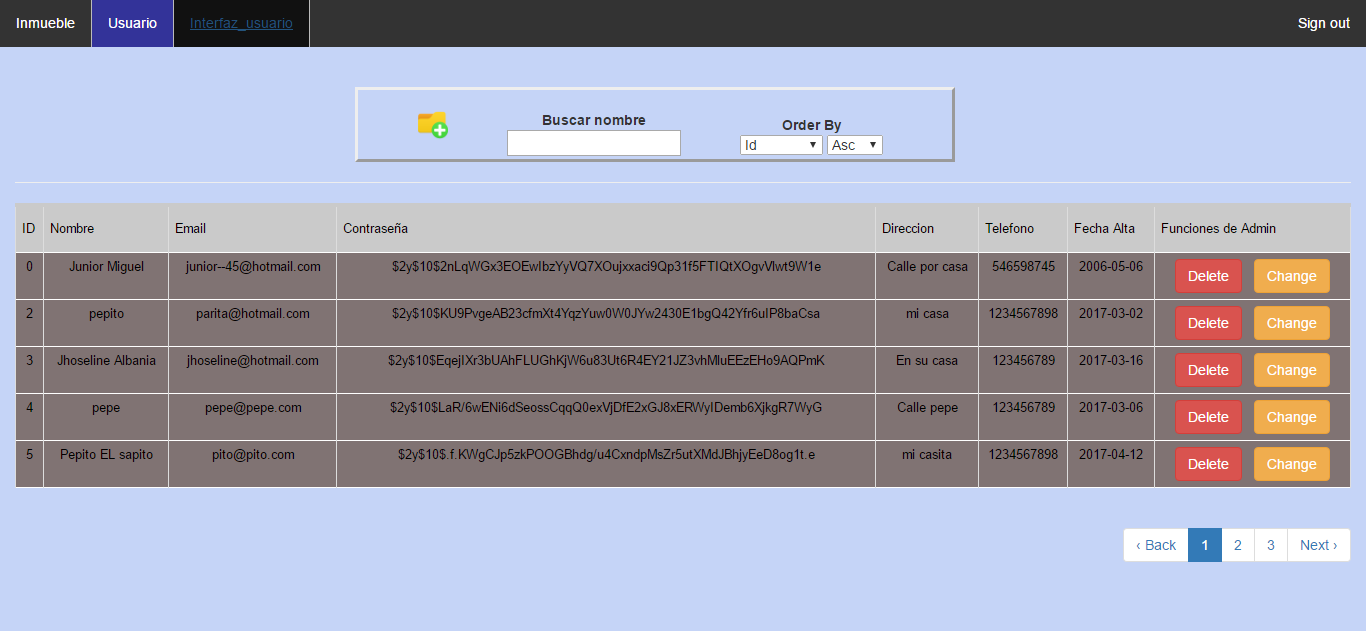 Inmueble Usuario Interfaz_usuario Sign out
Buscar nombre Order By
Id Asc
ID Nombre Email Contraseña Direccion Telefono Fecha Alta Funciones de Admin
0 Junior Miguel junior--45@hotmail.com $2y$10$2nLqWGx3EOEwIbzYyVQ7XOujxxaci9Qp31f5FTIQtXOgvVlwt9W1e Calle por casa 546598745 2006-05-06 Delete Change
2 pepito parita@hotmail.com $2y$10$KU9PvgeAB23cfmXt4YqzYuw0W0JYw2430E1bgQ42Yfr6uIP8baCsa mi casa 1234567898 2017-03-02 Delete Change
3 Jhoseline Albania jhoseline@hotmail.com $2y$10$EqejIXr3bUAhFLUGhKjW6u83Ut6R4EY21JZ3vhMluEEzEHo9AQPmK En su casa 123456789 2017-03-16 Delete Change
4 pepe pepe@pepe.com $2y$10$LaR/6wENi6dSeossCqqQ0exVjDfE2xGJ8xERWyIDemb6XjkgR7WyG Calle pepe 123456789 2017-03-06 Delete Change
5 Pepito EL sapito pito@pito.com $2y$10$.f.KWgCJp5zkPOOGBhdg/u4CxndpMsZr5utXMdJBhjyEeD8og1t.e mi casita 1234567898 2017-04-12 Delete Change
‹ Back 1 2 3 Next ›